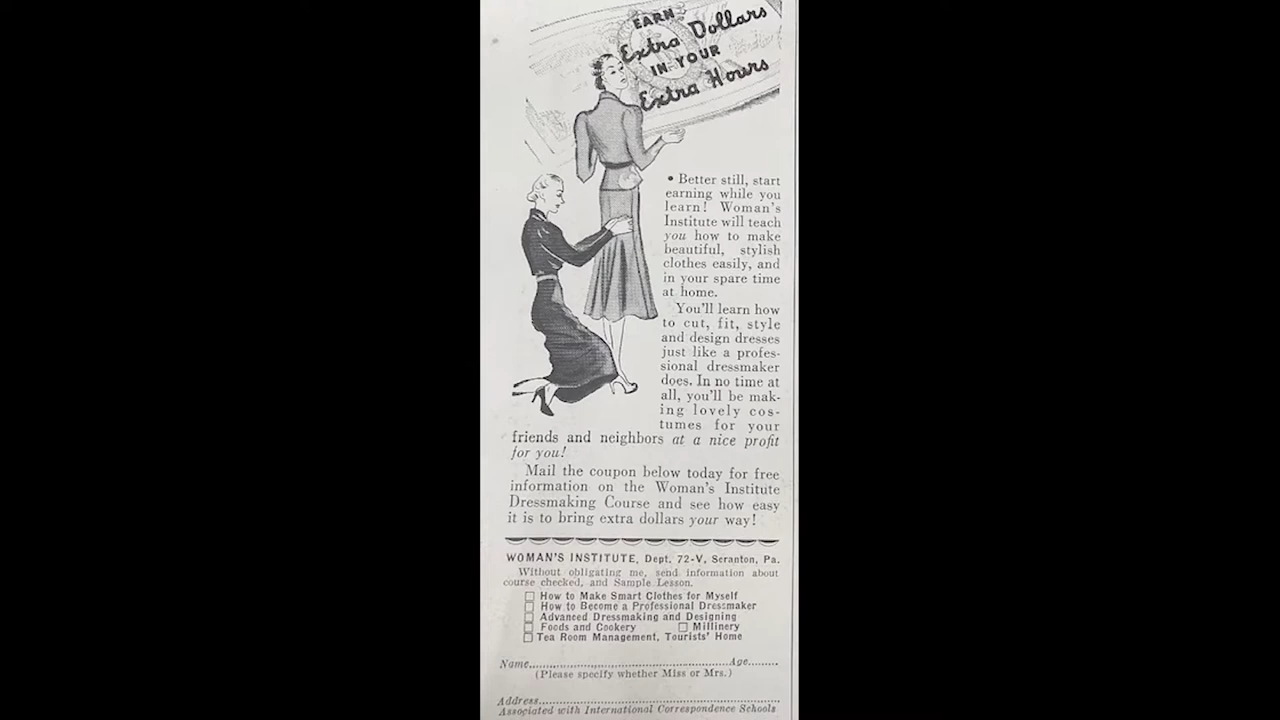 EARN
Extra Dollars
IN YOUR
Extra Hours
• Better still, start
earning while you
learn! Woman's
Institute will teach
you how to make
beautiful, stylish
clothes easily, and
in your spare time
at home.
You'll learn how
to cut, fit, style
and design dresses
just like a profes-
sional dressmaker
does. In no time at
all, you'll be mak-
ing lovely cos-
tumes for your
friends and neighbors at a nice profit
for you!
Mail the coupon below today for free
information on the Woman's Institute
Dressmaking Course and see how easy
it is to bring extra dollars your way!
WOMAN'S INSTITUTE, Dept. 72-V, Scranton, Pa.
Without obligating me, send information about
course checked, and Sample Lesson.
☐ How to Make Smart Clothes for Myself
☐ How to Become a Professional Dressmaker
☐ Advanced Dressmaking and Designing
☐ Foods and Cookery ☐ Millinery
☐ Tea Room Management, Tourists' Home
Name..................................................Age.........
(Please specify whether Miss or Mrs.)
Address............................................................
Associated with International Correspondence Schools